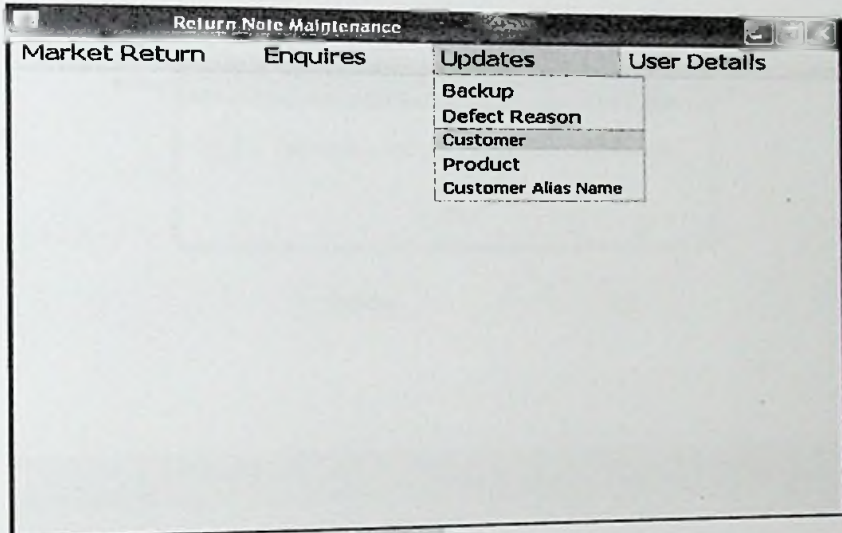 Return Note Maintenance
Market Return Enquires Updates User Details
Backup
Defect Reason
Customer
Product
Customer Alias Name